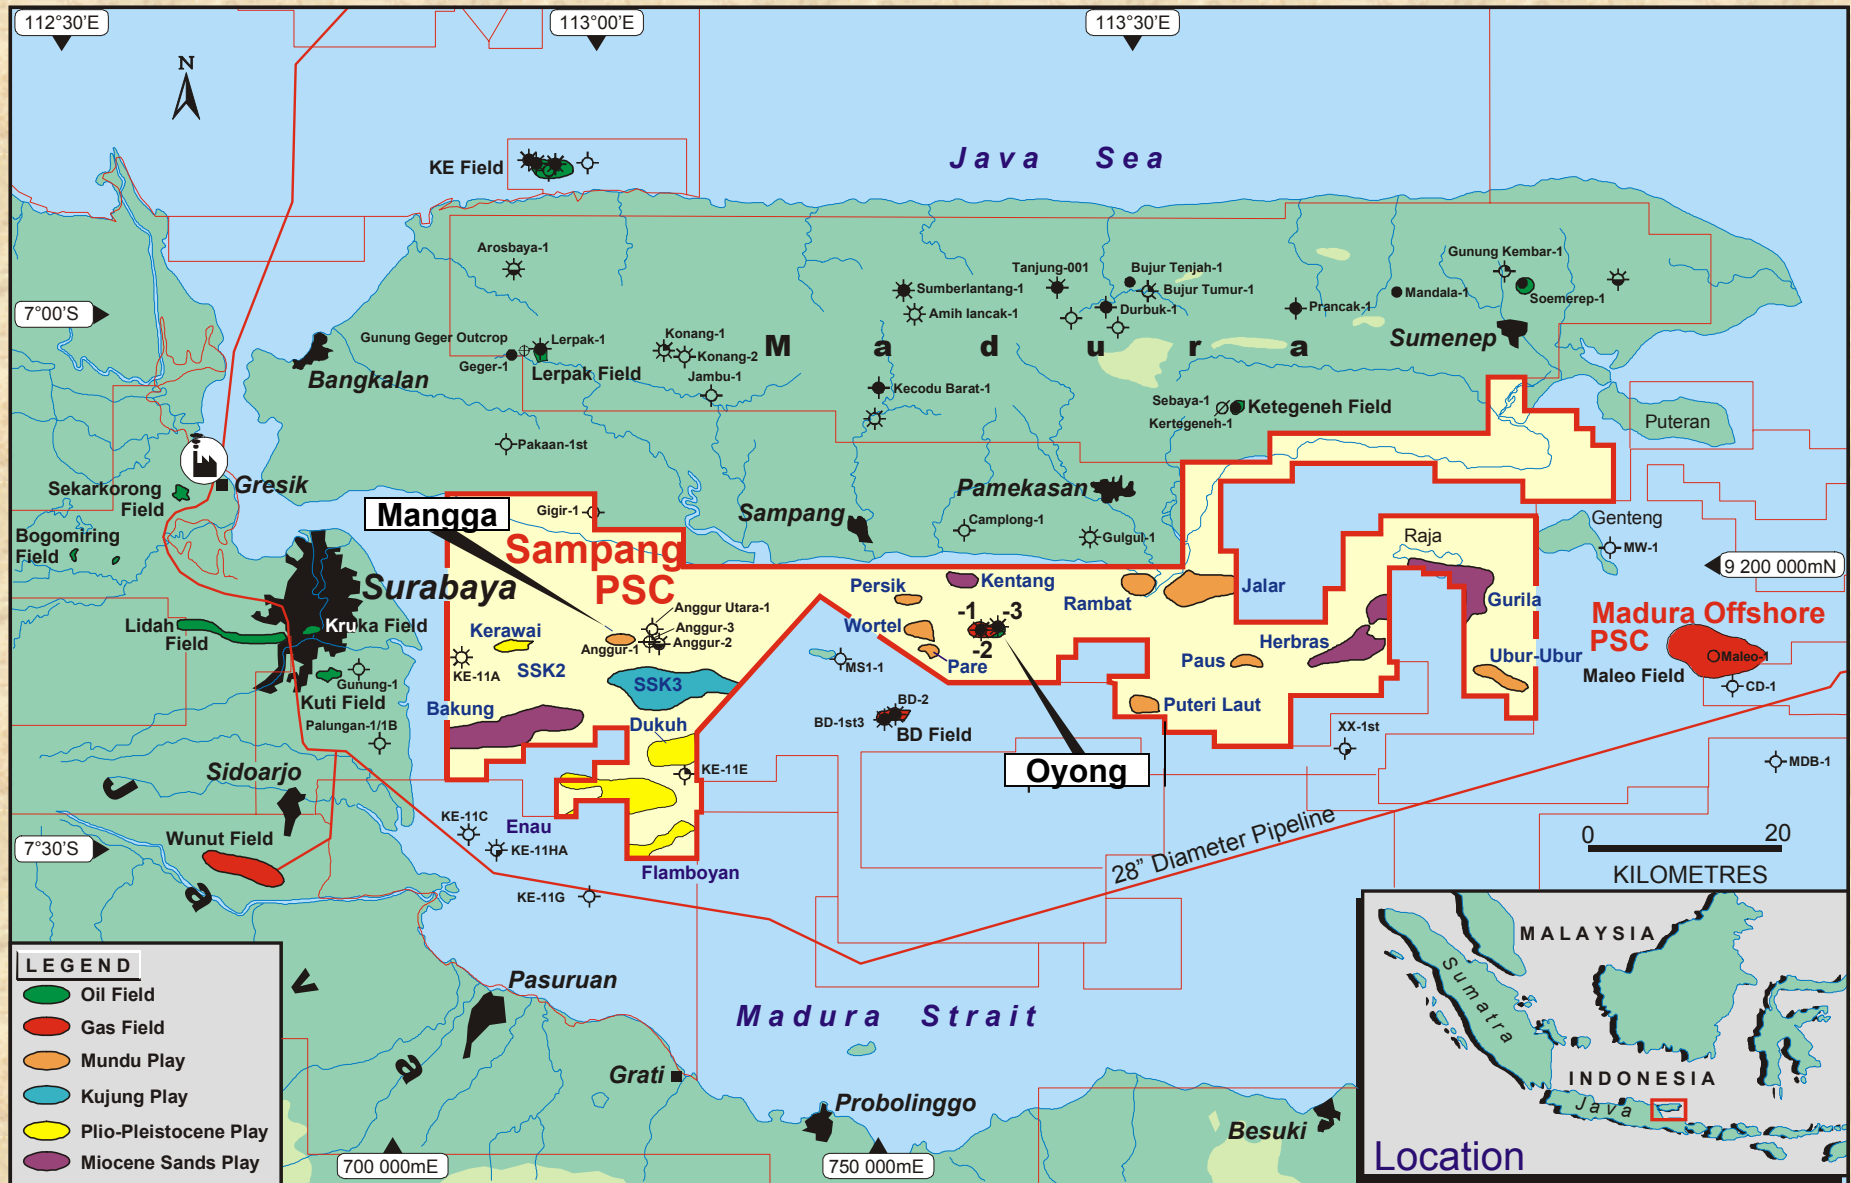 112°30'E
113°00'E
113°30'E
N
Java Sea
KE Field
Arosbaya-1
Gunung Kembar-1
Tanjung-001
Bujur Tenjah-1
Sumberlantang-1
Bujur Tumur-1
Mandala-1
Soemerep-1
7°00'S
Amih lancak-1
Durbuk-1
Prancak-1
Sumenep
Gunung Geger Outcrop
Lerpak-1
Konang-1
Madura
Geger-1
Lerpak Field
Konang-2
Bangkalan
Jambu-1
Kecodu Barat-1
Sebaya-1
Ketegeneh Field
Kertegeneh-1
Puteran
Pakaan-1st
Gresik
Sekarkorong
Field
Pamekasan
Mangga
Gigir-1
Sampang
Camplong-1
Gulgul-1
Genteng
MW-1
Bogomiring
Field
Sampang
PSC
Raja
9 200 000mN
Surabaya
Persik
Kentang
Rambat
Jalar
Gurila
Madura Offshore
PSC
Anggur Utara-1
-1
-3
-2
Lidah
Field
Kruka Field
Kerawai
Anggur-3
Anggur-1
Anggur-2
Wortel
Pare
Herbras
Paus
Ubur-Ubur
Maleo-1
Maleo Field
KE-11A
SSK2
SSK3
MS1-1
Gunung-1
Kuti Field
CD-1
Bakung
Dukuh
BD-2
BD-1st3
BD Field
Puteri Laut
Palungan-1/1B
XX-1st
Sidoarjo
KE-11E
Oyong
MDB-1
KE-11C
Enau
KE-11HA
Wunut Field
7°30'S
Flamboyan
28” Diameter Pipeline
0
20
KILOMETRES
KE-11G
Java
LEGEND
Oil Field
Gas Field
Mundu Play
Kujung Play
Plio-Pleistocene Play
Miocene Sands Play
Pasuruan
Madura Strait
Grati
Probolinggo
Besuki
700 000mE
750 000mE
MALAYSIA
Sumatra
INDONESIA
Java
Location